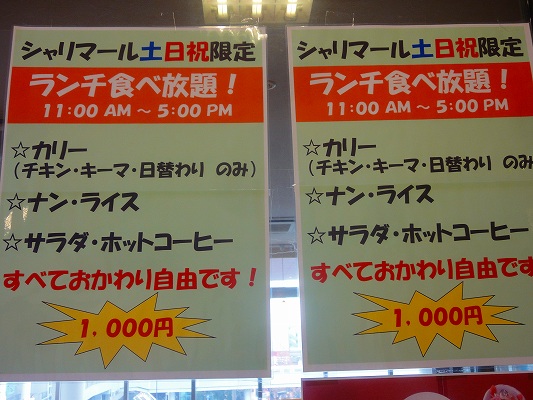 シャリマール土日祝限定
ランチ食べ放題！
11:00 AM ～ 5:00 PM
☆カリー
(チキン・キーマ・日替わり のみ)
☆ナン・ライス
☆サラダ・ホットコーヒー
すべておかわり自由です！
1,000円
シャリマール土日祝限定
ランチ食べ放題！
11:00 AM ～ 5:00 PM
☆カリー
(チキン・キーマ・日替わり のみ)
☆ナン・ライス
☆サラダ・ホットコーヒー
すべておかわり自由です
1,000円